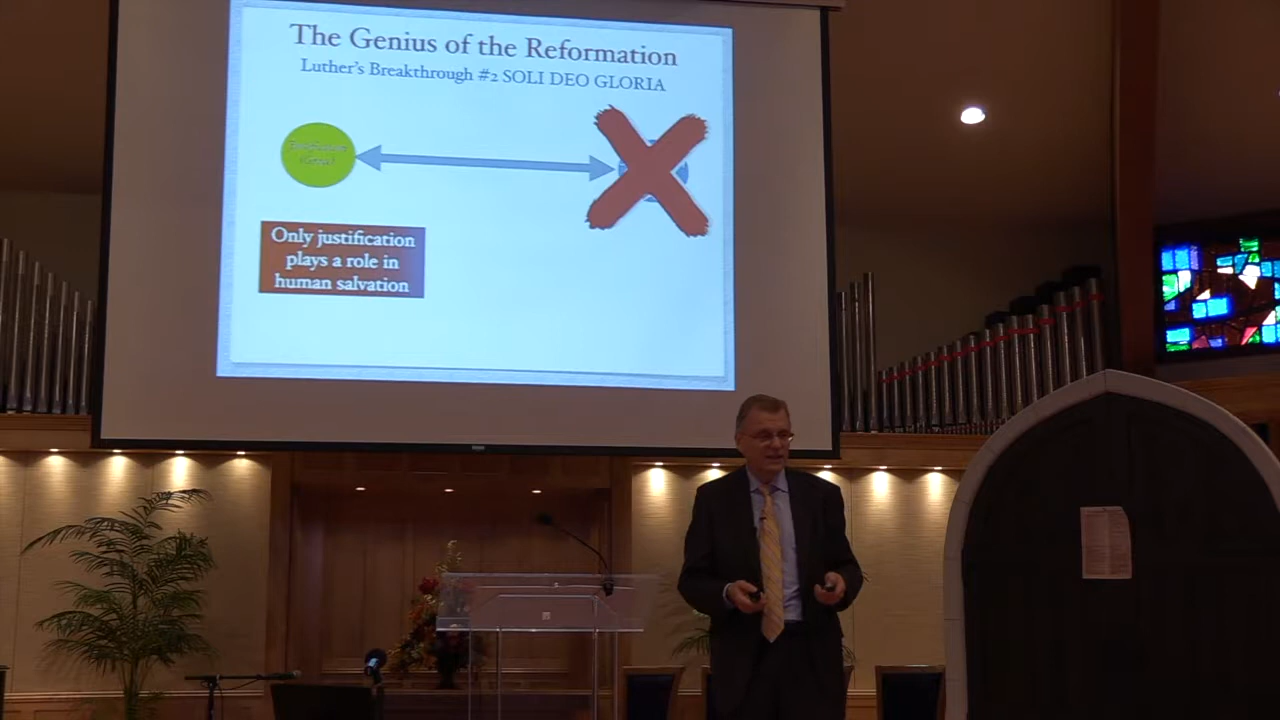 The Genius of the Reformation
Luther's Breakthrough #2 SOLI DEO GLORIA
Only justification
plays a role in
human salvation